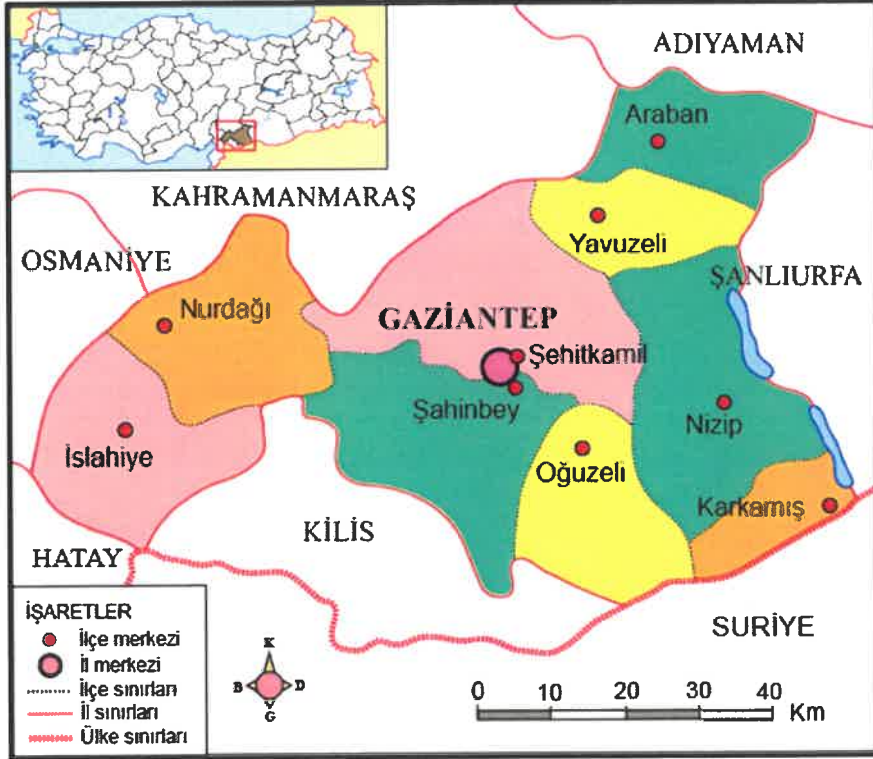 ADIYAMAN
Araban
KAHRAMANMARAŞ
Yavuzeli
OSMANİYE
ŞANLIURFA
Nurdağı
GAZİANTEP
Şehitkamil
Şahinbey
Nizip
İslahiye
Oğuzeli
Karkamış
KİLİS
HATAY
SURİYE
İŞARETLER
İlçe merkezi
İl merkezi
İlçe sınırları
İl sınırları
Ülke sınırları
K
B D
G
0 10 20 30 40
Km